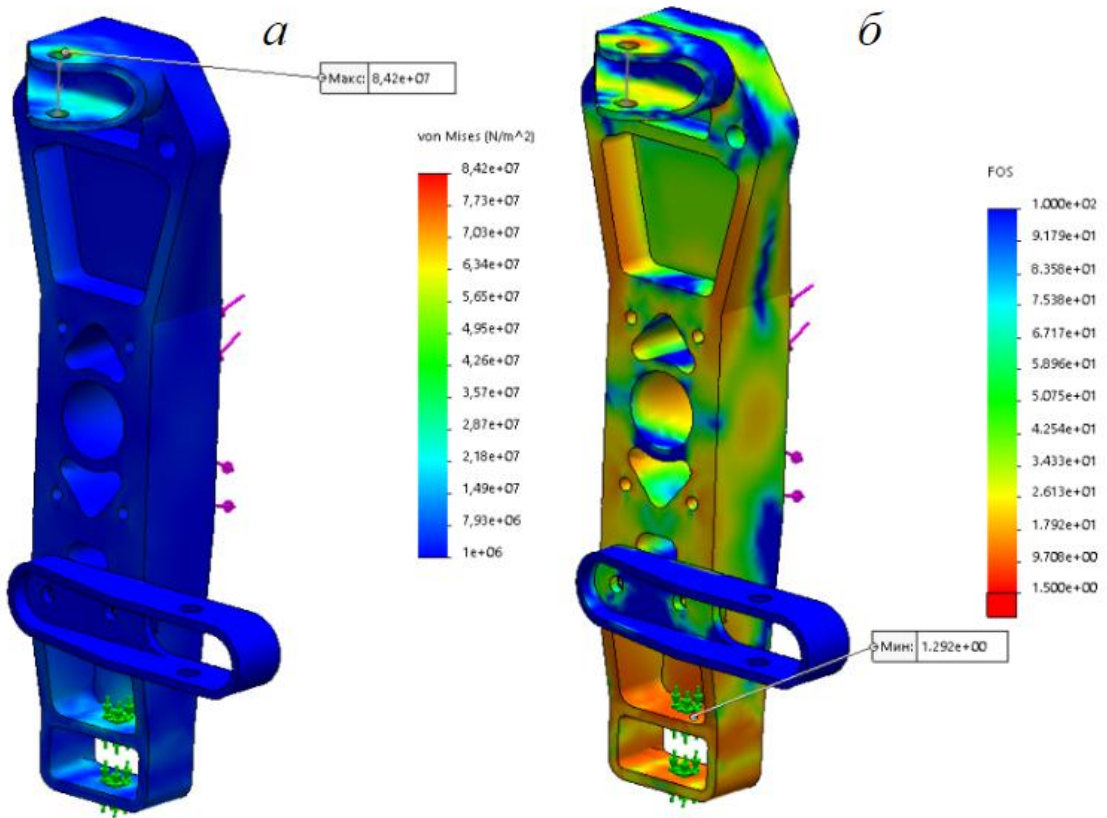 а
б
Макс: 8,42e+07
von Mises (N/m^2)
8,42e+07
7,73e+07
7,03e+07
6,34e+07
5,65e+07
4,95e+07
4,26e+07
3,57e+07
2,87e+07
2,18e+07
1,49e+07
7,93e+06
1e+06
FOS
1.000e+02
9.179e+01
8.358e+01
7.538e+01
6.717e+01
5.896e+01
5.075e+01
4.254e+01
3.433e+01
2.613e+01
1.792e+01
9.708e+00
1.500e+00
Мин: 1.292e+00